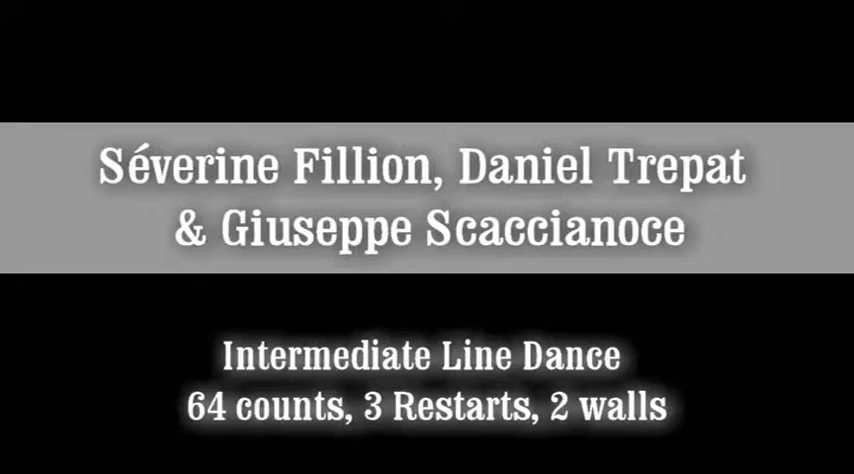 Séverine Fillion, Daniel Trepat
& Giuseppe Scaccianoce
Intermediate Line Dance
64 counts, 3 Restarts, 2 walls